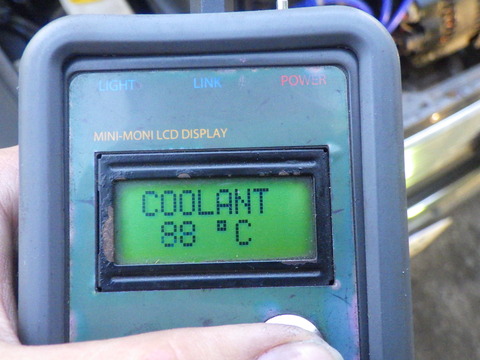 LIGHT LINK POWER
MINI-MONI LCD DISPLAY
COOLANT
88 °C